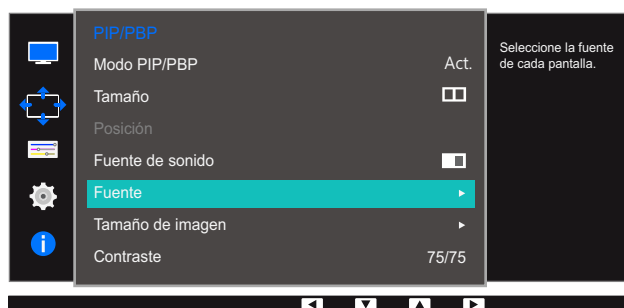 PIP/PBP
Modo PIP/PBP Act.
Tamaño
Posición
Fuente de sonido
Fuente
Tamaño de imagen
Contraste 75/75
Seleccione la fuente
de cada pantalla.